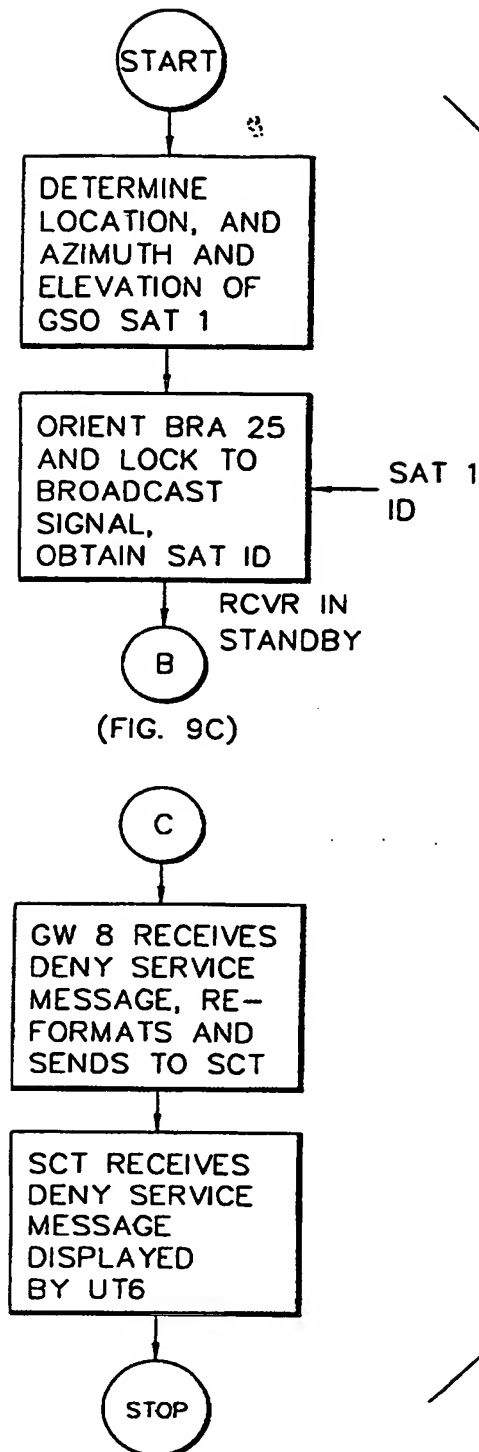 START
DETERMINE
LOCATION, AND
AZIMUTH AND
ELEVATION OF
GSO SAT 1
ORIENT BRA 25
AND LOCK TO
BROADCAST
SIGNAL,
OBTAIN SAT ID
SAT 1
ID
RCVR IN
STANDBY
B
(FIG. 9C)
C
GW 8 RECEIVES
DENY SERVICE
MESSAGE, RE-
FORMATS AND
SENDS TO SCT
SCT RECEIVES
DENY SERVICE
MESSAGE
DISPLAYED
BY UT6
STOP